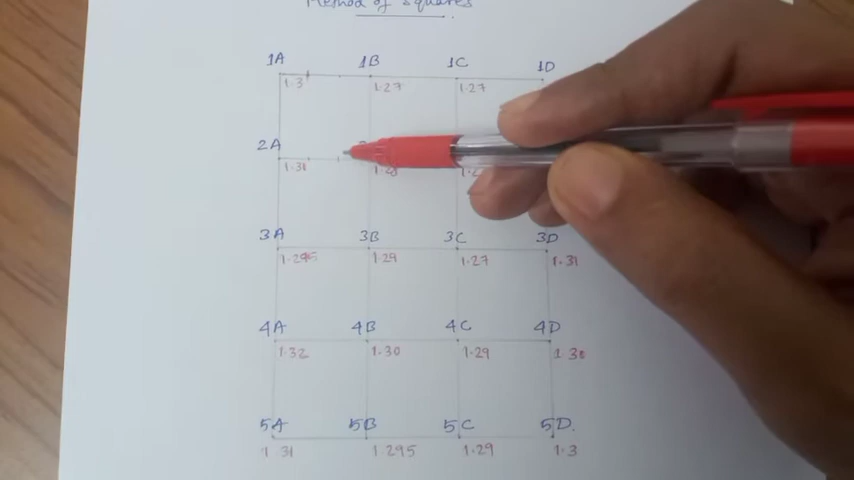 Method of squares
1A 1B 1C 1D
1.3 1.27 1.27
2A
1.31 1.28
3A 3B 3C 3D
1.295 1.29 1.27 1.31
4A 4B 4C 4D
1.32 1.30 1.29 1.30
5A 5B 5C 5D.
1.31 1.295 1.29 1.3